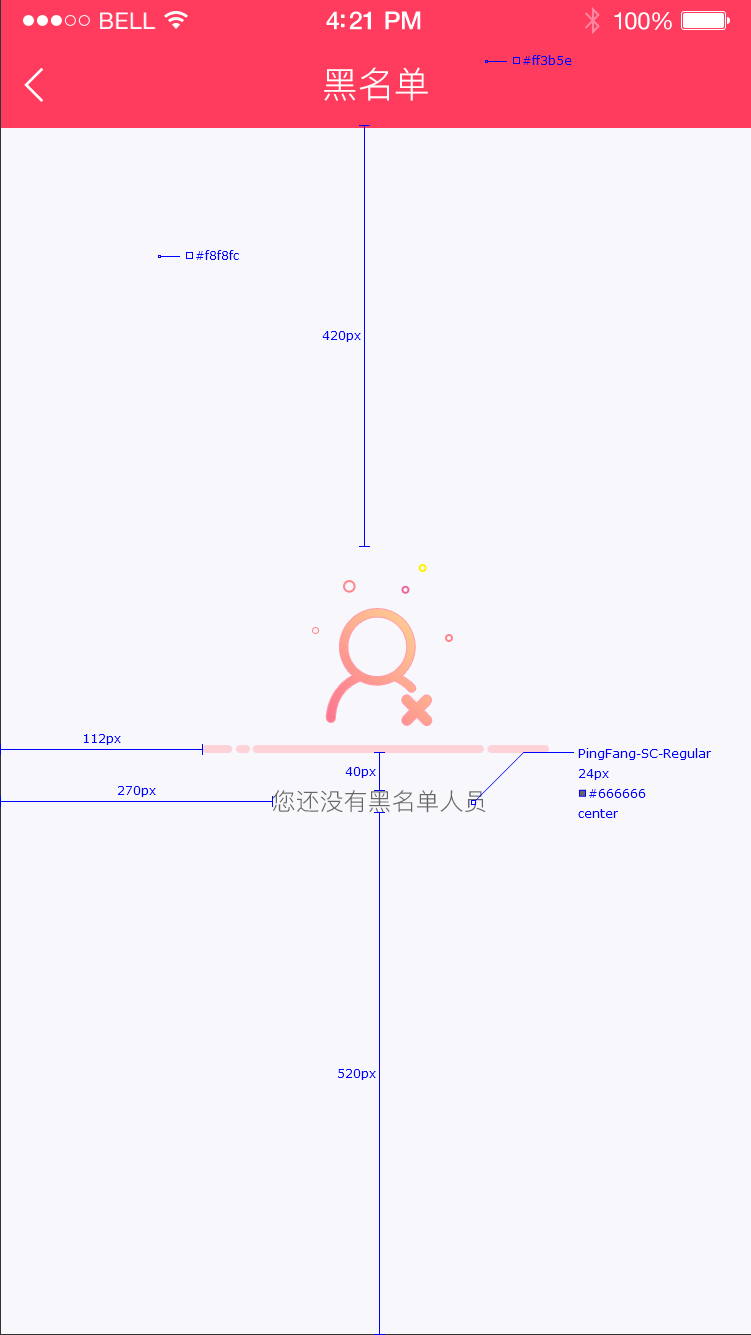 BELL 4:21 PM 100%
#ff3b5e
黑名单
#f8f8fc
420px
112px
PingFang-SC-Regular
40px
24px
270px
#666666
您还没有黑名单人员
center
520px